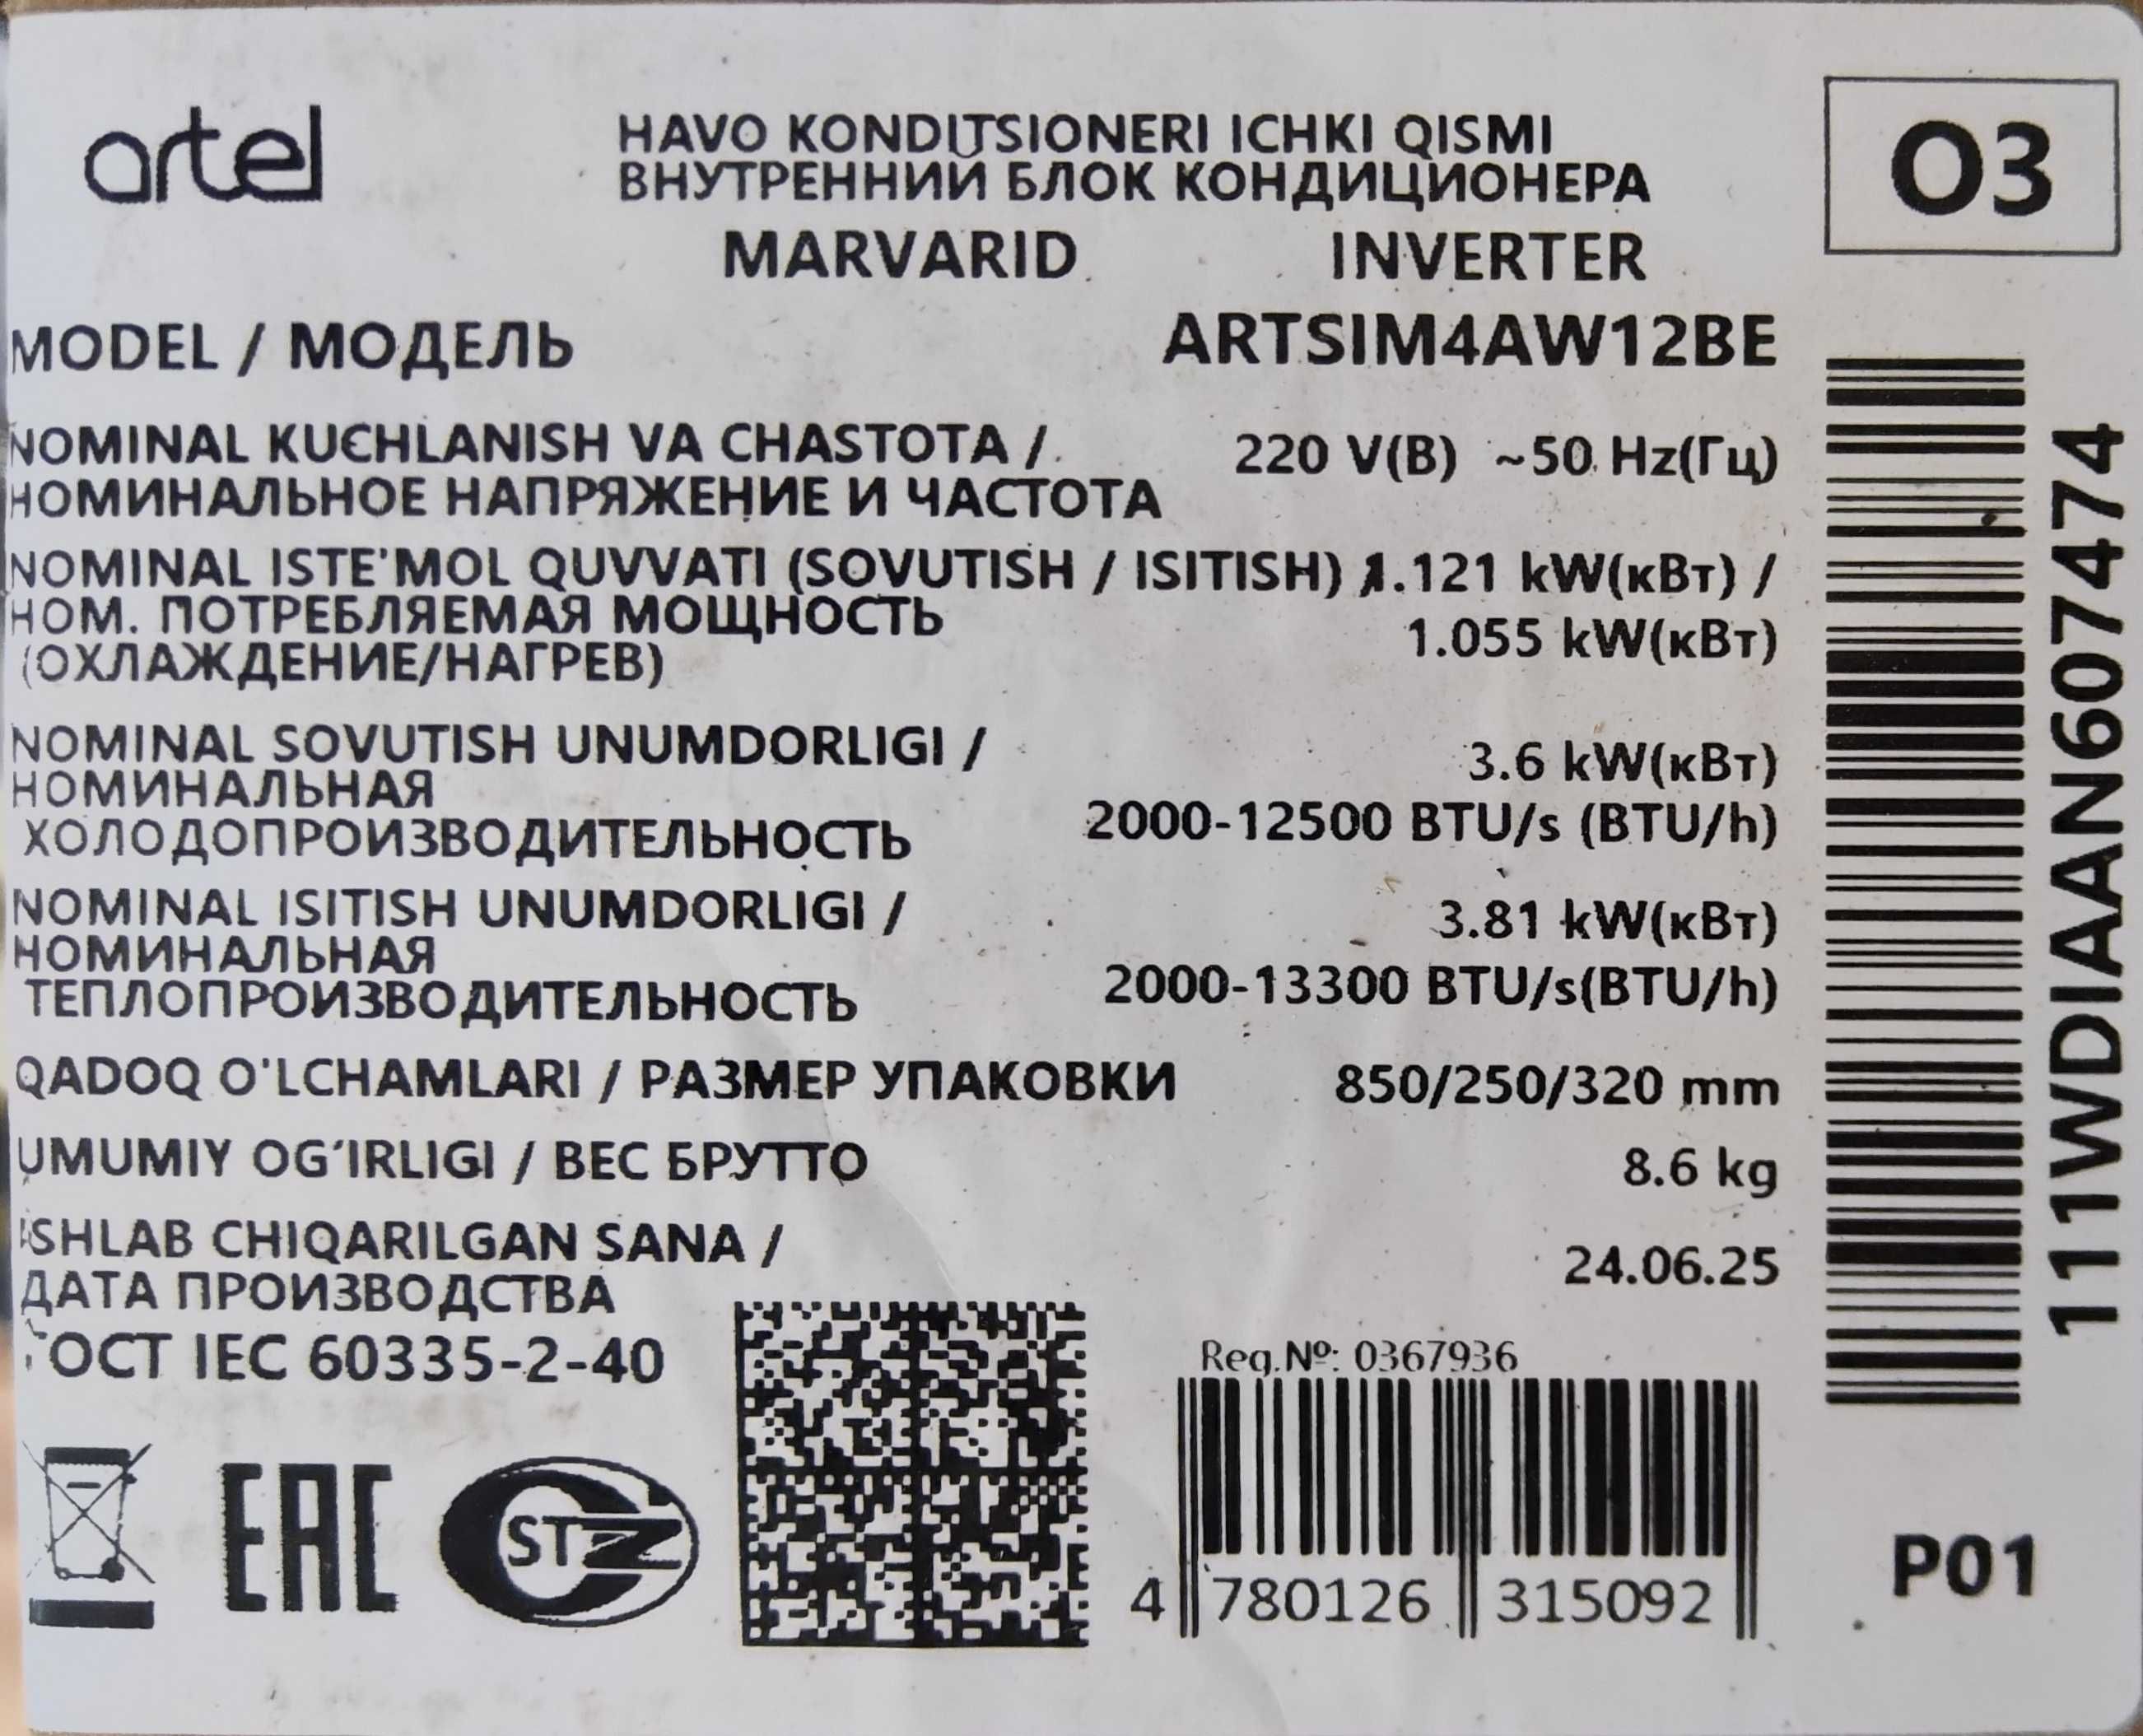 artel
HAVO KONDITSIONERI ICHKI QISMI
ВНУТРЕННИЙ БЛОК КОНДИЦИОНЕРА
MARVARID INVERTER
O3
MODEL / МОДЕЛЬ ARTSIM4AW12BE
NOMINAL KUCHLANISH VA CHASTOTA / 220 V(В) ~50 Hz(Гц)
НОМИНАЛЬНОЕ НАПРЯЖЕНИЕ И ЧАСТОТА
NOMINAL ISTE'MOL QUVVATI (SOVUTISH / ISITISH) 1.121 kW(кВт) /
НОМ. ПОТРЕБЛЯЕМАЯ МОЩНОСТЬ 1.055 kW(кВт)
(ОХЛАЖДЕНИЕ/НАГРЕВ)
NOMINAL SOVUTISH UNUMDORLIGI / 3.6 kW(кВт)
НОМИНАЛЬНАЯ
ХОЛОДОПРОИЗВОДИТЕЛЬНОСТЬ 2000-12500 BTU/s (BTU/h)
NOMINAL ISITISH UNUMDORLIGI / 3.81 kW(кВт)
НОМИНАЛЬНАЯ
ТЕПЛОПРОИЗВОДИТЕЛЬНОСТЬ 2000-13300 BTU/s(BTU/h)
QADOQ O'LCHAMLARI / РАЗМЕР УПАКОВКИ 850/250/320 mm
UMUMIY OG'IRLIGI / ВЕС БРУТТО 8.6 kg
ISHLAB CHIQARILGAN SANA / 24.06.25
ДАТА ПРОИЗВОДСТВА
ГОСТ IEC 60335-2-40
Reg.Nº: 0367936
EAC
STZ
4 780126 315092
P01
111WDIAAN607474